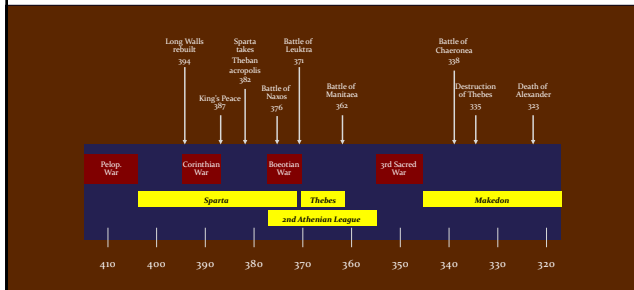 Long Walls
rebuilt
394
King's Peace
387
Sparta
takes
Theban
acropolis
382
Battle of
Naxos
376
Battle of
Leuktra
371
Battle of
Manitaea
362
Battle of
Chaeronea
338
Destruction
of Thebes
335
Death of
Alexander
323
Pelop.
War
Corinthian
War
Boeotian
War
3rd Sacred
War
Sparta
Thebes
Makedon
2nd Athenian League
410 400 390 380 370 360 350 340 330 320